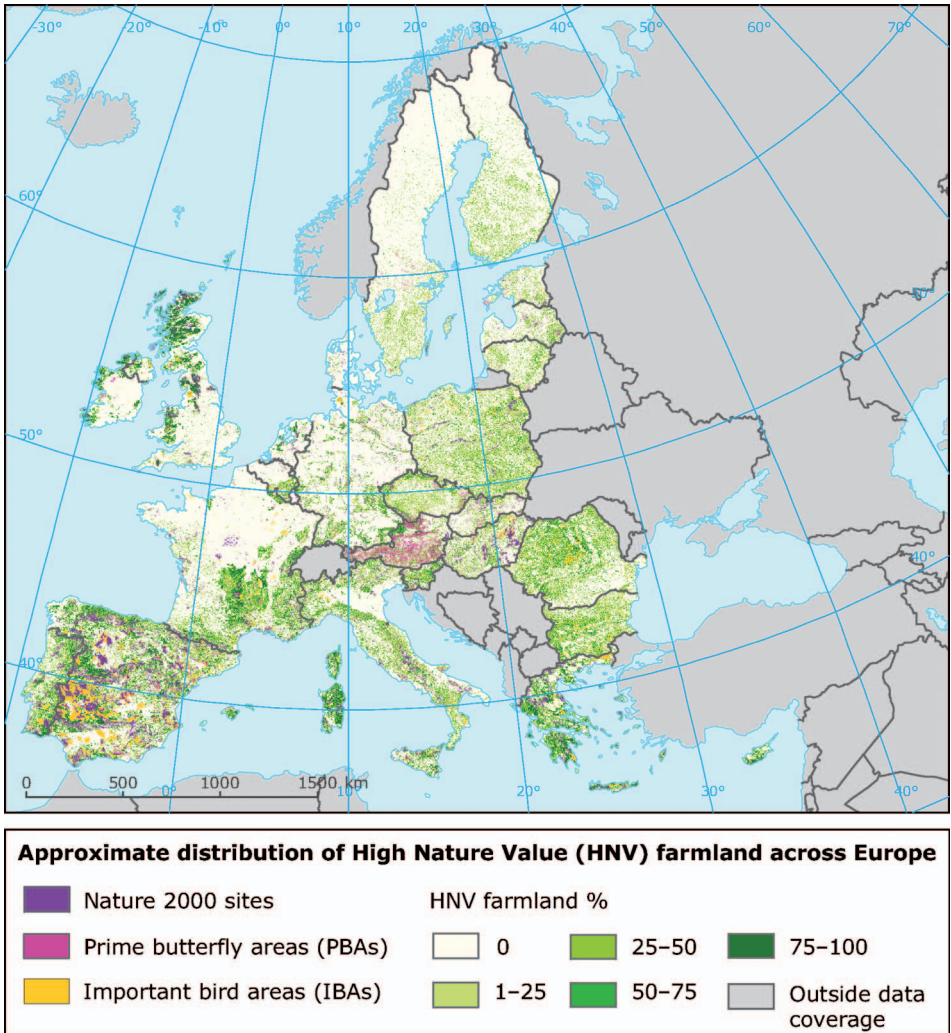 -30° -20° -10° 0° 10° 20° 30° 40° 50° 60° 70°
60°
50°
50°
40°
40°
0 500 1000 1500 km
0° 10° 20° 30° 40°
Approximate distribution of High Nature Value (HNV) farmland across Europe
Nature 2000 sites
HNV farmland %
Prime butterfly areas (PBAs)
0
25–50
75–100
Important bird areas (IBAs)
1–25
50–75
Outside data
coverage